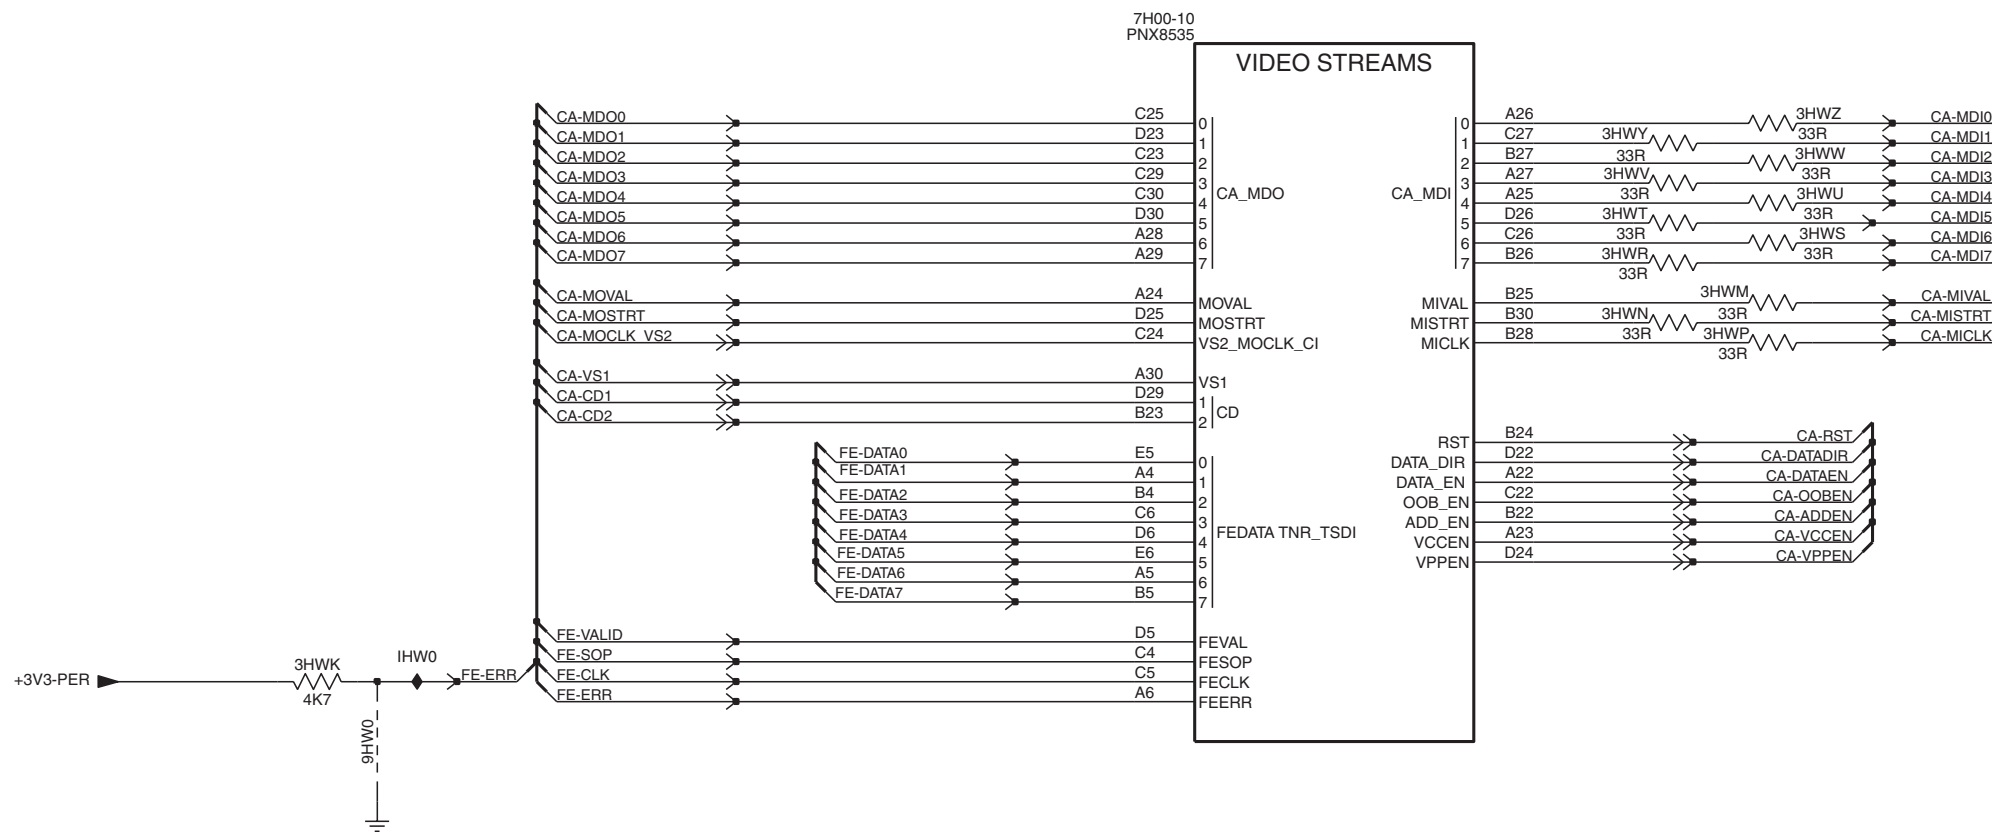 7H00-10
PNX8535
VIDEO STREAMS
CA-MDO0 C25 0
CA-MDO1 D23 1
CA-MDO2 C23 2
CA-MDO3 C29 3
CA-MDO4 C30 4
CA-MDO5 D30 5
CA-MDO6 A28 6
CA-MDO7 A29 7
CA_MDO
CA-MOVAL A24 MOVAL
CA-MOSTRT D25 MOSTRT
CA-MOCLK_VS2 C24 VS2_MOCLK_CI
CA-VS1 A30 VS1
CA-CD1 D29 1
CA-CD2 B23 2
CD
FE-DATA0 E5 0
FE-DATA1 A4 1
FE-DATA2 B4 2
FE-DATA3 C6 3
FE-DATA4 D6 4
FE-DATA5 E6 5
FE-DATA6 A5 6
FE-DATA7 B5 7
FEDATA TNR_TSDI
FE-VALID D5 FEVAL
FE-SOP C4 FESOP
FE-CLK C5 FECLK
FE-ERR A6 FEERR
+3V3-PER
3HWK
4K7
IHW0
FE-ERR
9HW0
CA_MDI
0 A26 3HWZ 33R CA-MDI0
1 C27 3HWY 33R CA-MDI1
2 B27 3HWW 33R CA-MDI2
3 A27 3HWV 33R CA-MDI3
4 A25 3HWU 33R CA-MDI4
5 D26 3HWT 33R CA-MDI5
6 C26 3HWS 33R CA-MDI6
7 B26 3HWR 33R CA-MDI7
MIVAL B25 3HWM 33R CA-MIVAL
MISTRT B30 3HWN 33R CA-MISTRT
MICLK B28 3HWP 33R CA-MICLK
RST B24 CA-RST
DATA_DIR D22 CA-DATADIR
DATA_EN A22 CA-DATAEN
OOB_EN C22 CA-OOBEN
ADD_EN B22 CA-ADDEN
VCCEN A23 CA-VCCEN
VPPEN D24 CA-VPPEN